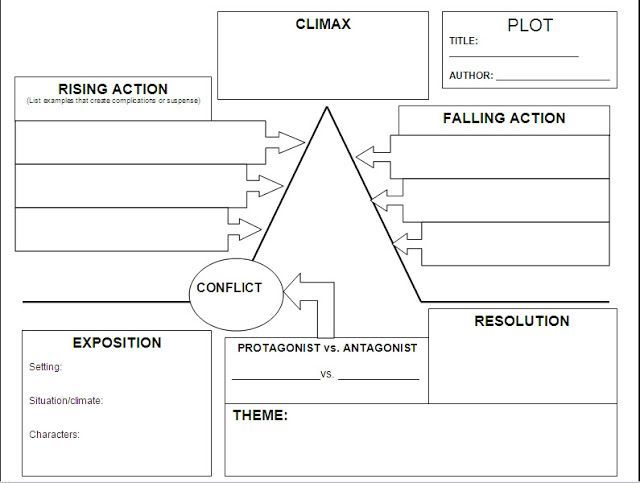 CLIMAX
PLOT
TITLE:
AUTHOR:
RISING ACTION
(List examples that create complications or suspense)
FALLING ACTION
CONFLICT
EXPOSITION
Setting:
Situation/climate:
Characters:
PROTAGONIST vs. ANTAGONIST
vs.
RESOLUTION
THEME: